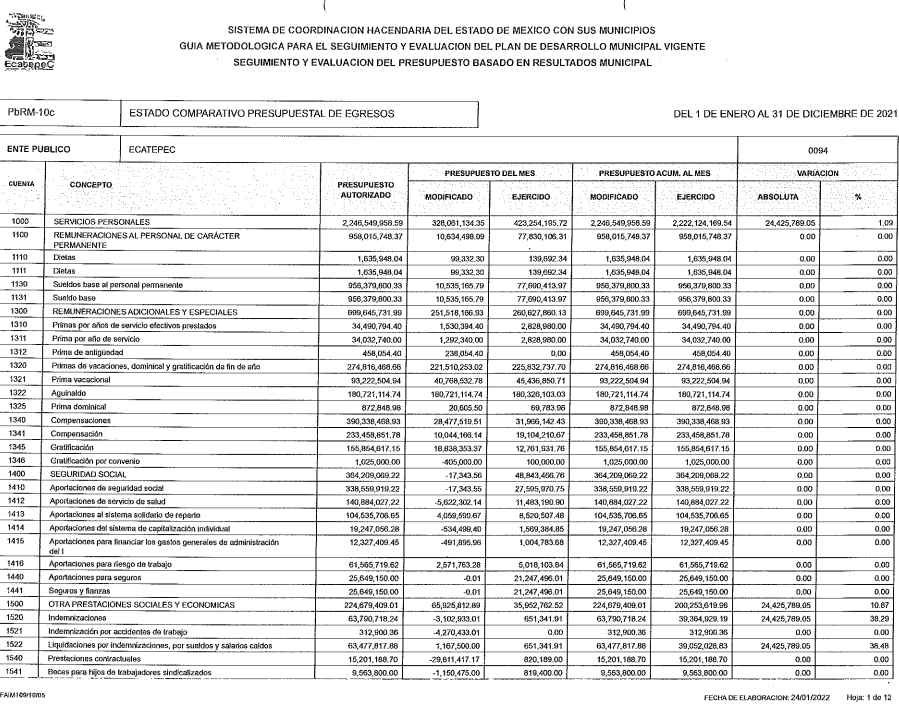 Ecatepec
SISTEMA DE COORDINACION HACENDARIA DEL ESTADO DE MEXICO CON SUS MUNICIPIOS
GUIA METODOLOGICA PARA EL SEGUIMIENTO Y EVALUACION DEL PLAN DE DESARROLLO MUNICIPAL VIGENTE
SEGUIMIENTO Y EVALUACION DEL PRESUPUESTO BASADO EN RESULTADOS MUNICIPAL
PbRM-10c ESTADO COMPARATIVO PRESUPUESTAL DE EGRESOS DEL 1 DE ENERO AL 31 DE DICIEMBRE DE 2021
ENTE PUBLICO ECATEPEC 0094
CUENTA CONCEPTO PRESUPUESTO AUTORIZADO PRESUPUESTO DEL MES PRESUPUESTO ACUM. AL MES VARIACION
MODIFICADO EJERCIDO MODIFICADO EJERCIDO ABSOLUTA %
1000 SERVICIOS PERSONALES 2,246,549,958.59 328,061,134.35 423,254,195.72 2,246,549,958.59 2,222,124,169.54 24,425,789.05 1.09
1100 REMUNERACIONES AL PERSONAL DE CARÁCTER 958,015,748.37 10,634,498.09 77,830,106.31 958,015,748.37 958,015,748.37 0.00 0.00
PERMANENTE
1110 Dietas 1,635,948.04 99,332.30 139,692.34 1,635,948.04 1,635,948.04 0.00 0.00
1111 Dietas 1,635,948.04 99,332.30 139,692.34 1,635,948.04 1,635,948.04 0.00 0.00
1130 Sueldos base al personal permanente 956,379,800.33 10,535,165.79 77,690,413.97 956,379,800.33 956,379,800.33 0.00 0.00
1131 Sueldo base 956,379,800.33 10,535,165.79 77,690,413.97 956,379,800.33 956,379,800.33 0.00 0.00
1300 REMUNERACIONES ADICIONALES Y ESPECIALES 699,645,731.99 251,518,166.93 260,627,860.13 699,645,731.99 699,645,731.99 0.00 0.00
1310 Primas por años de servicio efectivos prestados 34,490,794.40 1,530,394.40 2,828,980.00 34,490,794.40 34,490,794.40 0.00 0.00
1311 Prima por año de servicio 34,032,740.00 1,292,340.00 2,828,980.00 34,032,740.00 34,032,740.00 0.00 0.00
1312 Prima de antigüedad 458,054.40 238,054.40 0.00 458,054.40 458,054.40 0.00 0.00
1320 Primas de vacaciones, dominical y gratificación de fin de año 274,816,468.66 221,510,253.02 225,832,737.70 274,816,468.66 274,816,468.66 0.00 0.00
1321 Prima vacacional 93,222,504.94 40,768,532.78 45,436,850.71 93,222,504.94 93,222,504.94 0.00 0.00
1322 Aguinaldo 180,721,114.74 180,721,114.74 180,326,103.03 180,721,114.74 180,721,114.74 0.00 0.00
1325 Prima dominical 872,848.98 20,605.50 69,783.96 872,848.98 872,848.98 0.00 0.00
1340 Compensaciones 390,338,468.93 28,477,519.51 31,966,142.43 390,338,468.93 390,338,468.93 0.00 0.00
1341 Compensación 233,458,851.78 10,044,166.14 19,104,210.67 233,458,851.78 233,458,851.78 0.00 0.00
1345 Gratificación 155,854,617.15 18,838,353.37 12,761,931.76 155,854,617.15 155,854,617.15 0.00 0.00
1346 Gratificación por convenio 1,025,000.00 -405,000.00 100,000.00 1,025,000.00 1,025,000.00 0.00 0.00
1400 SEGURIDAD SOCIAL 364,209,069.22 -17,343.56 48,843,466.76 364,209,069.22 364,209,069.22 0.00 0.00
1410 Aportaciones de seguridad social 338,559,919.22 -17,343.55 27,595,970.75 338,559,919.22 338,559,919.22 0.00 0.00
1412 Aportaciones de servicio de salud 140,884,027.22 -5,622,302.14 11,483,190.90 140,884,027.22 140,884,027.22 0.00 0.00
1413 Aportaciones al sistema solidario de reparto 104,535,706.65 4,059,590.67 8,520,507.48 104,535,706.65 104,535,706.65 0.00 0.00
1414 Aportaciones del sistema de capitalización individual 19,247,056.28 -534,499.40 1,569,384.85 19,247,056.28 19,247,056.28 0.00 0.00
1415 Aportaciones para financiar los gastos generales de administración 12,327,409.45 -491,895.96 1,004,783.68 12,327,409.45 12,327,409.45 0.00 0.00
del I
1416 Aportaciones para riesgo de trabajo 61,565,719.62 2,571,763.28 5,018,103.84 61,565,719.62 61,565,719.62 0.00 0.00
1440 Aportaciones para seguros 25,649,150.00 -0.01 21,247,496.01 25,649,150.00 25,649,150.00 0.00 0.00
1441 Seguros y fianzas 25,649,150.00 -0.01 21,247,496.01 25,649,150.00 25,649,150.00 0.00 0.00
1500 OTRA PRESTACIONES SOCIALES Y ECONOMICAS 224,679,409.01 65,925,812.89 35,952,762.52 224,679,409.01 200,253,619.96 24,425,789.05 10.87
1520 Indemnizaciones 63,790,718.24 -3,102,933.01 651,341.91 63,790,718.24 39,364,929.19 24,425,789.05 38.29
1521 Indemnización por accidentes de trabajo 312,900.36 -4,270,433.01 0.00 312,900.36 312,900.36 0.00 0.00
1522 Liquidaciones por indemnizaciones, por sueldos y salarios caídos 63,477,817.88 1,167,500.00 651,341.91 63,477,817.88 39,052,028.83 24,425,789.05 38.48
1540 Prestaciones contractuales 15,201,188.70 -29,811,417.17 820,189.00 15,201,188.70 15,201,188.70 0.00 0.00
1541 Becas para hijos de trabajadores sindicalizados 9,563,800.00 -1,150,475.00 819,400.00 9,563,800.00 9,563,800.00 0.00 0.00
FECHA DE ELABORACION: 24/01/2022 Hoja: 1 de 12